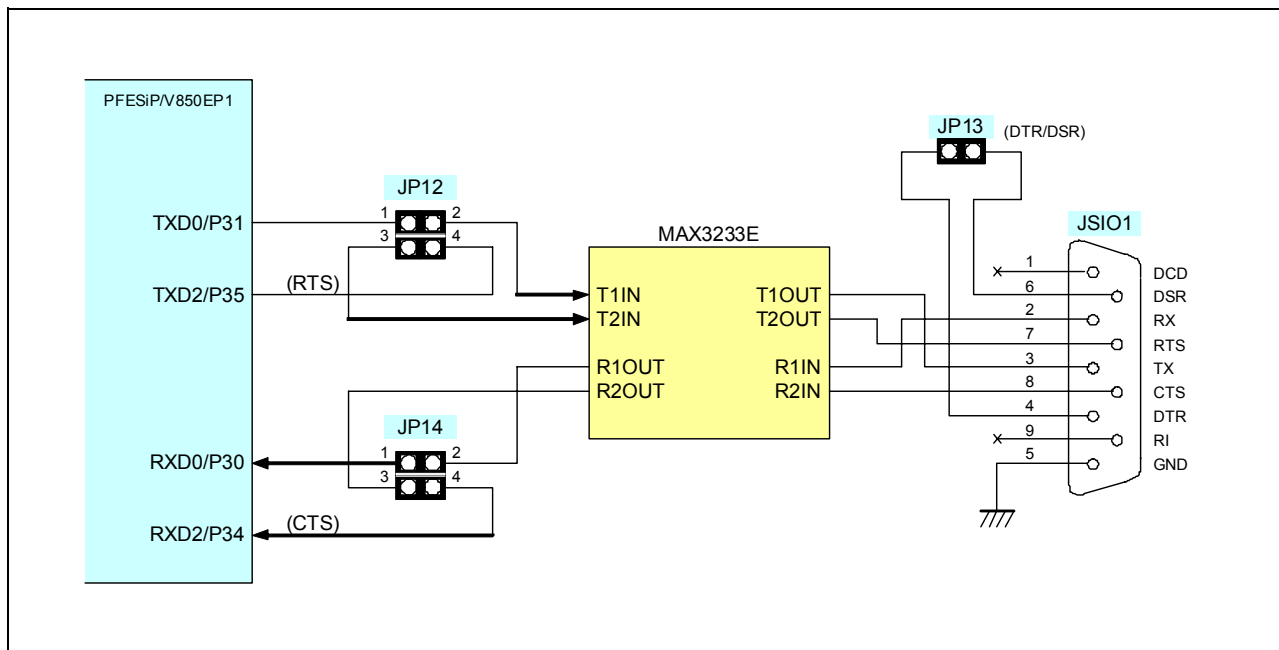 PFESiP/V850EP1
JP13
(DTR/DSR)
JP12
TXD0/P31
1
2
3
4
JSIO1
MAX3233E
TXD2/P35
(RTS)
T1IN
T1OUT
T2IN
T2OUT
R1OUT
R1IN
R2OUT
R2IN
1
DCD
6
DSR
2
RX
7
RTS
3
TX
8
CTS
4
DTR
9
RI
5
GND
JP14
RXD0/P30
1
2
3
4
(CTS)
RXD2/P34